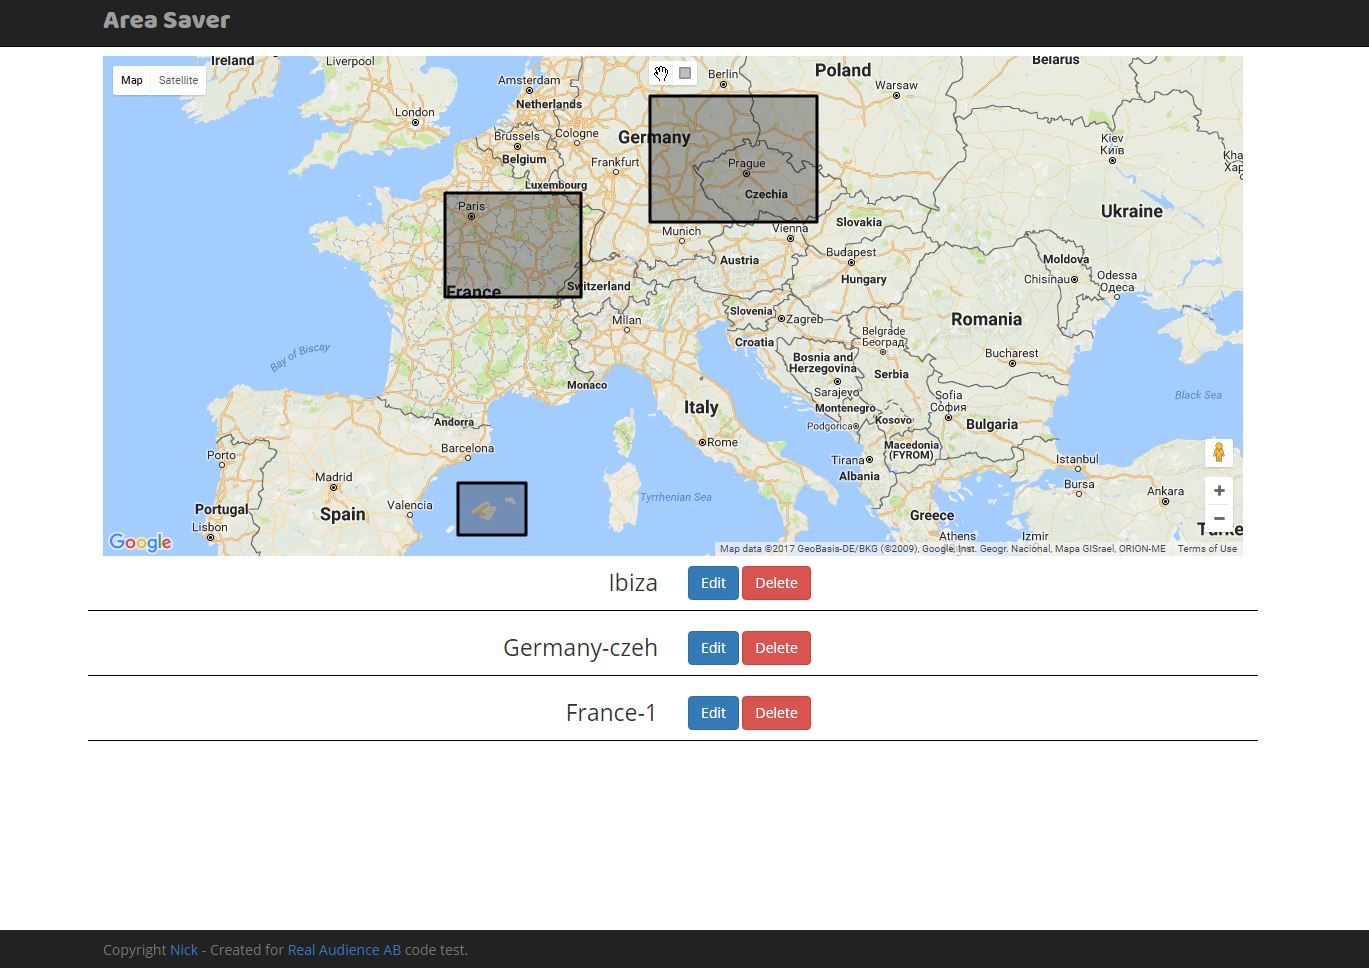 Area Saver
Map Satellite
Ireland
Liverpool
London
Amsterdam
Netherlands
Brussels
Belgium
Cologne
Luxembourg
Frankfurt
Germany
Berlin
Poland
Warsaw
Belarus
Kiev
Київ
Kha
Хар
Prague
Czechia
Paris
France
Munich
Vienna
Slovakia
Ukraine
Austria
Budapest
Hungary
Switzerland
Moldova
Chisinau
Odessa
Одеса
Milan
Slovenia
Zagreb
Croatia
Belgrade
Београд
Romania
Bucharest
Bay of Biscay
Bosnia and
Herzegovina
Serbia
Sarajevo
Monaco
Montenegro
Podgorica
Kosovo
Sofia
София
Bulgaria
Black Sea
Andorra
Italy
Rome
Macedonia
(FYROM)
Tirana
Albania
Istanbul
Bursa
Ankara
Porto
Barcelona
Madrid
Valencia
Portugal
Lisbon
Spain
Tyrrhenian Sea
Greece
Athens
Izmir
Turke
+
−
Google
Map data ©2017 GeoBasis-DE/BKG (©2009), Google, Inst. Geogr. Nacional, Mapa GISrael, ORION-ME Terms of Use
Ibiza Edit Delete
Germany-czeh Edit Delete
France-1 Edit Delete
Copyright Nick - Created for Real Audience AB code test.